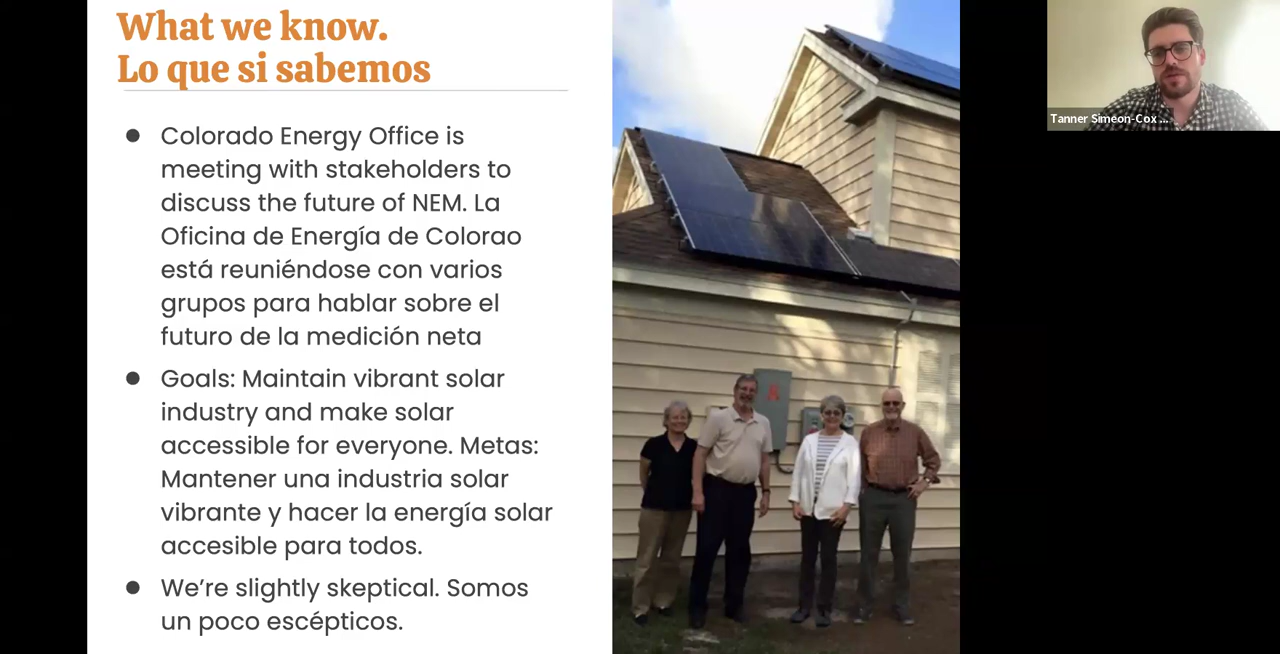 What we know.
Lo que si sabemos
Colorado Energy Office is
meeting with stakeholders to
discuss the future of NEM. La
Oficina de Energía de Colorao
está reuniéndose con varios
grupos para hablar sobre el
futuro de la medición neta
Goals: Maintain vibrant solar
industry and make solar
accessible for everyone. Metas:
Mantener una industria solar
vibrante y hacer la energía solar
accesible para todos.
We’re slightly skeptical. Somos
un poco escépticos.
Tanner Simeon-Cox ...